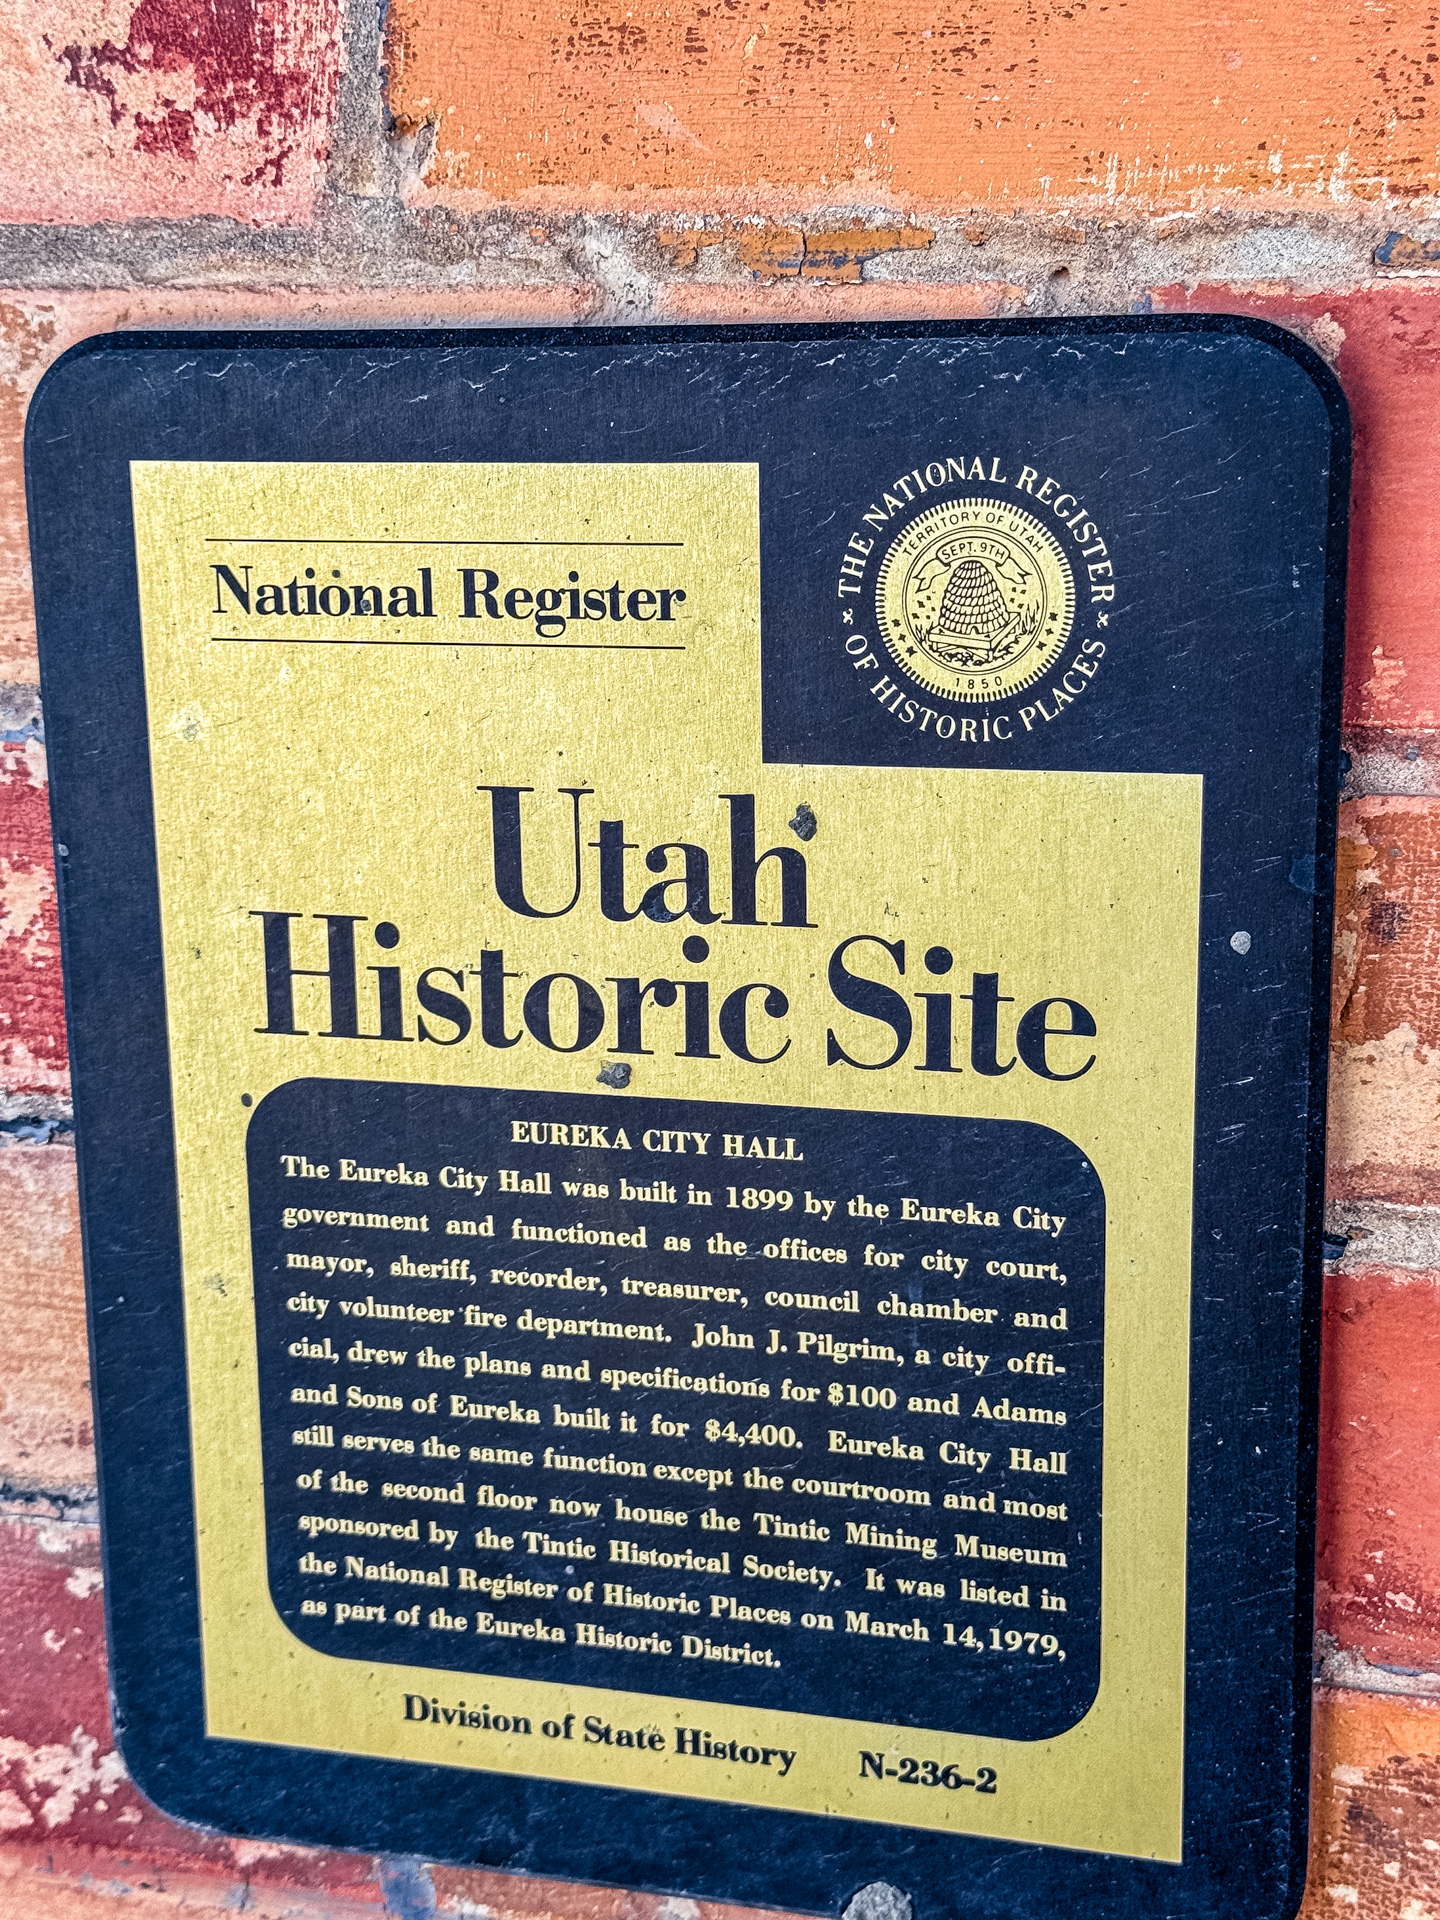 National Register
THE NATIONAL REGISTER
OF HISTORIC PLACES
TERRITORY OF UTAH
SEPT. 9TH
1850
Utah
Historic Site
EUREKA CITY HALL
The Eureka City Hall was built in 1899 by the Eureka City
government and functioned as the offices for city court,
mayor, sheriff, recorder, treasurer, council chamber and
city volunteer fire department. John J. Pilgrim, a city offi-
cial, drew the plans and specifications for $100 and Adams
and Sons of Eureka built it for $4,400. Eureka City Hall
still serves the same function except the courtroom and most
of the second floor now house the Tintic Mining Museum
sponsored by the Tintic Historical Society. It was listed in
the National Register of Historic Places on March 14, 1979,
as part of the Eureka Historic District.
Division of State History N-236-2